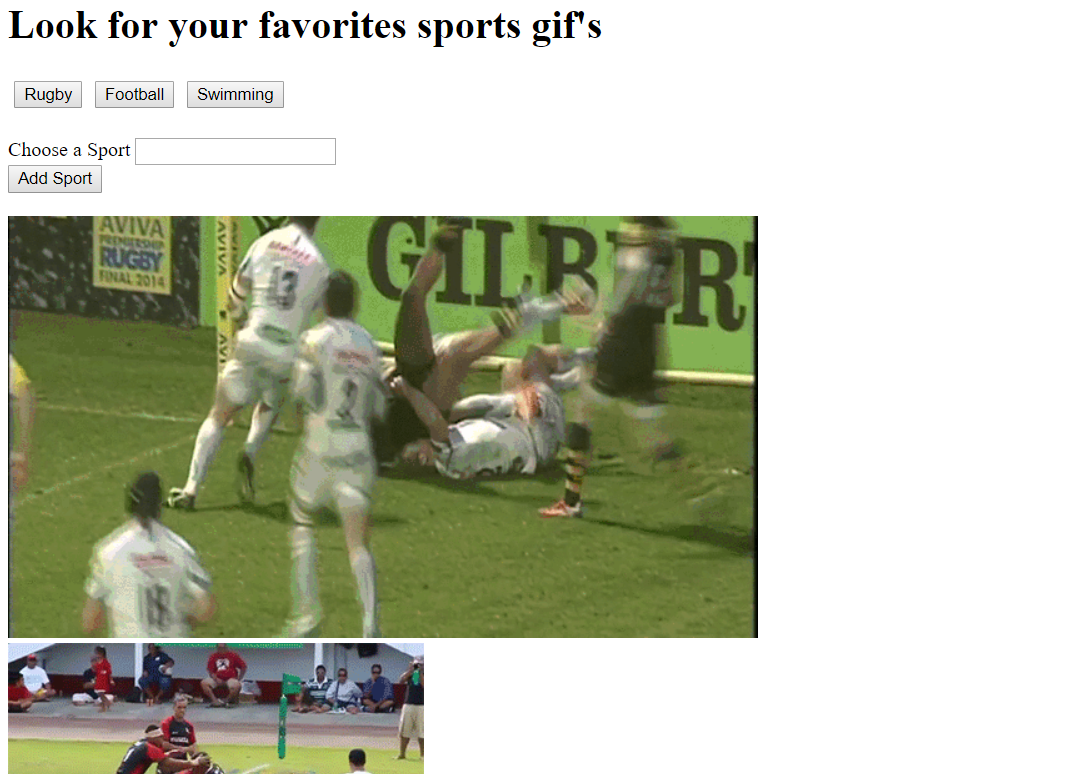 Look for your favorites sports gif's
Rugby Football Swimming
Choose a Sport
Add Sport
AVIVA
PREMIERSHIP
RUGBY
FINAL 2014
AVIVA
GILBERT
13